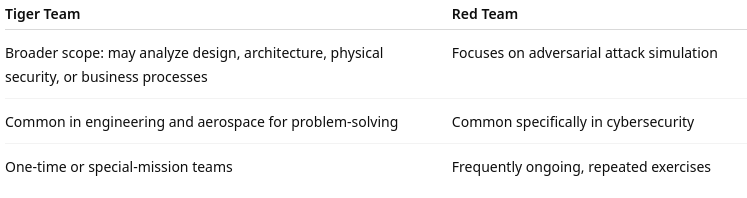 Tiger Team Red Team
Broader scope: may analyze design, architecture, physical Focuses on adversarial attack simulation
security, or business processes
Common in engineering and aerospace for problem-solving Common specifically in cybersecurity
One-time or special-mission teams Frequently ongoing, repeated exercises